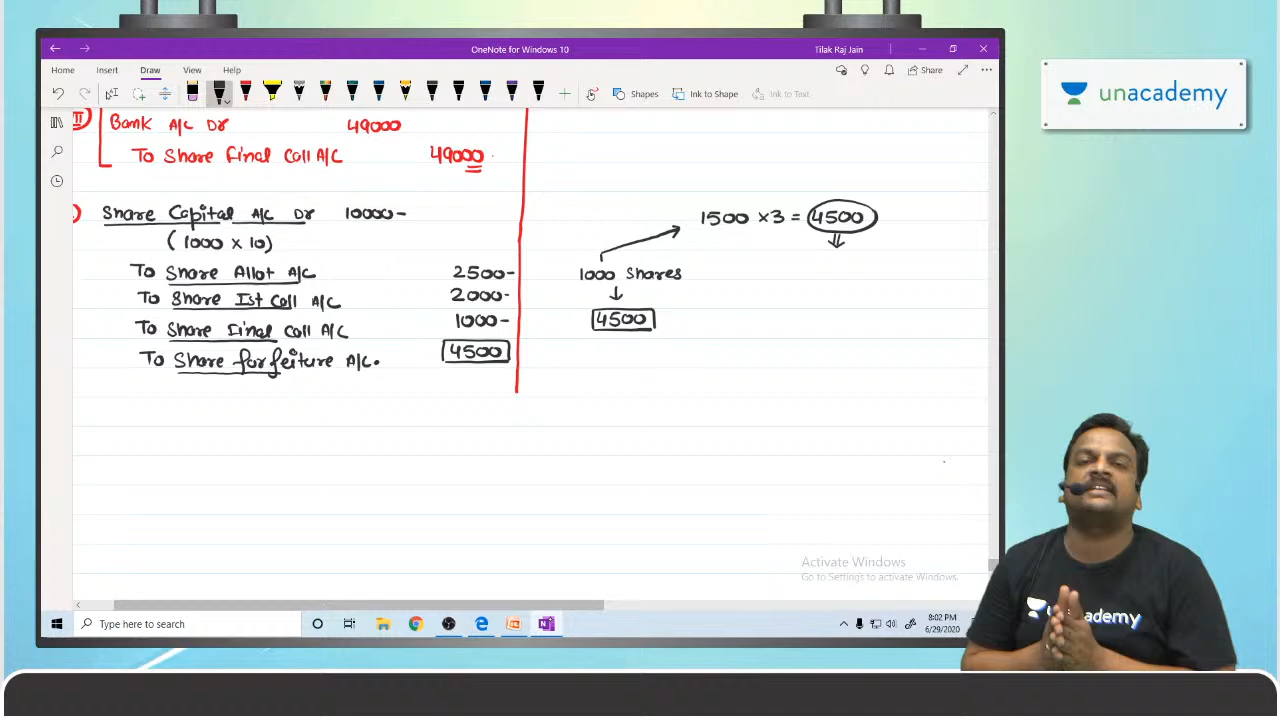 OneNote for Windows 10
Tilak Raj Jain
Home Insert Draw View Help
Share
Shapes Ink to Shape Ink to Text
unacademy
II Bank A/C Dr 49000
To Share Final Call A/C 49000
Share Capital A/C Dr 10000-
(1000 x 10)
To Share Allot A/C 2500-
To Share Ist Call A/C 2000-
To Share Final Call A/C 1000-
To Share forfeiture A/C. 4500
1500 x3 = 4500
1000 Shares
4500
Activate Windows
Go to Settings to activate Windows.
Type here to search
8:02 PM
6/29/2020
unacademy